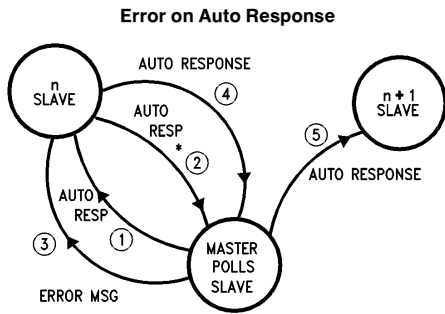 Error on Auto Response
n
SLAVE
AUTO RESPONSE
4
n + 1
SLAVE
AUTO
RESP
*
2
5
AUTO RESPONSE
AUTO
RESP
1
3
ERROR MSG
MASTER
POLLS
SLAVE